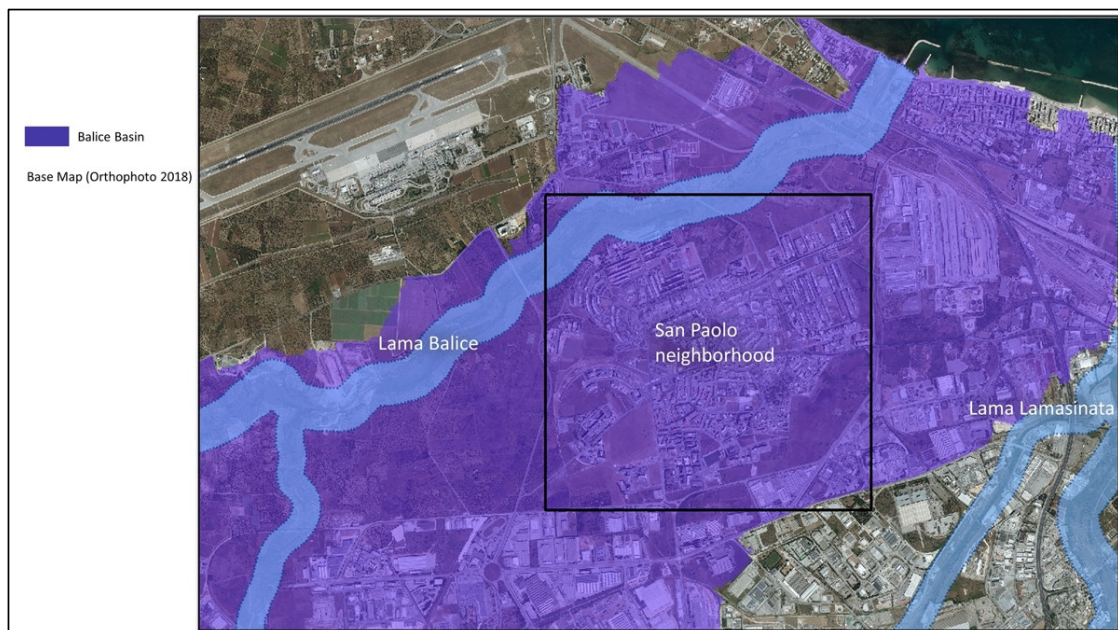 Balice Basin
Base Map (Orthophoto 2018)
Lama Balice
San Paolo
neighborhood
Lama Lamasinata